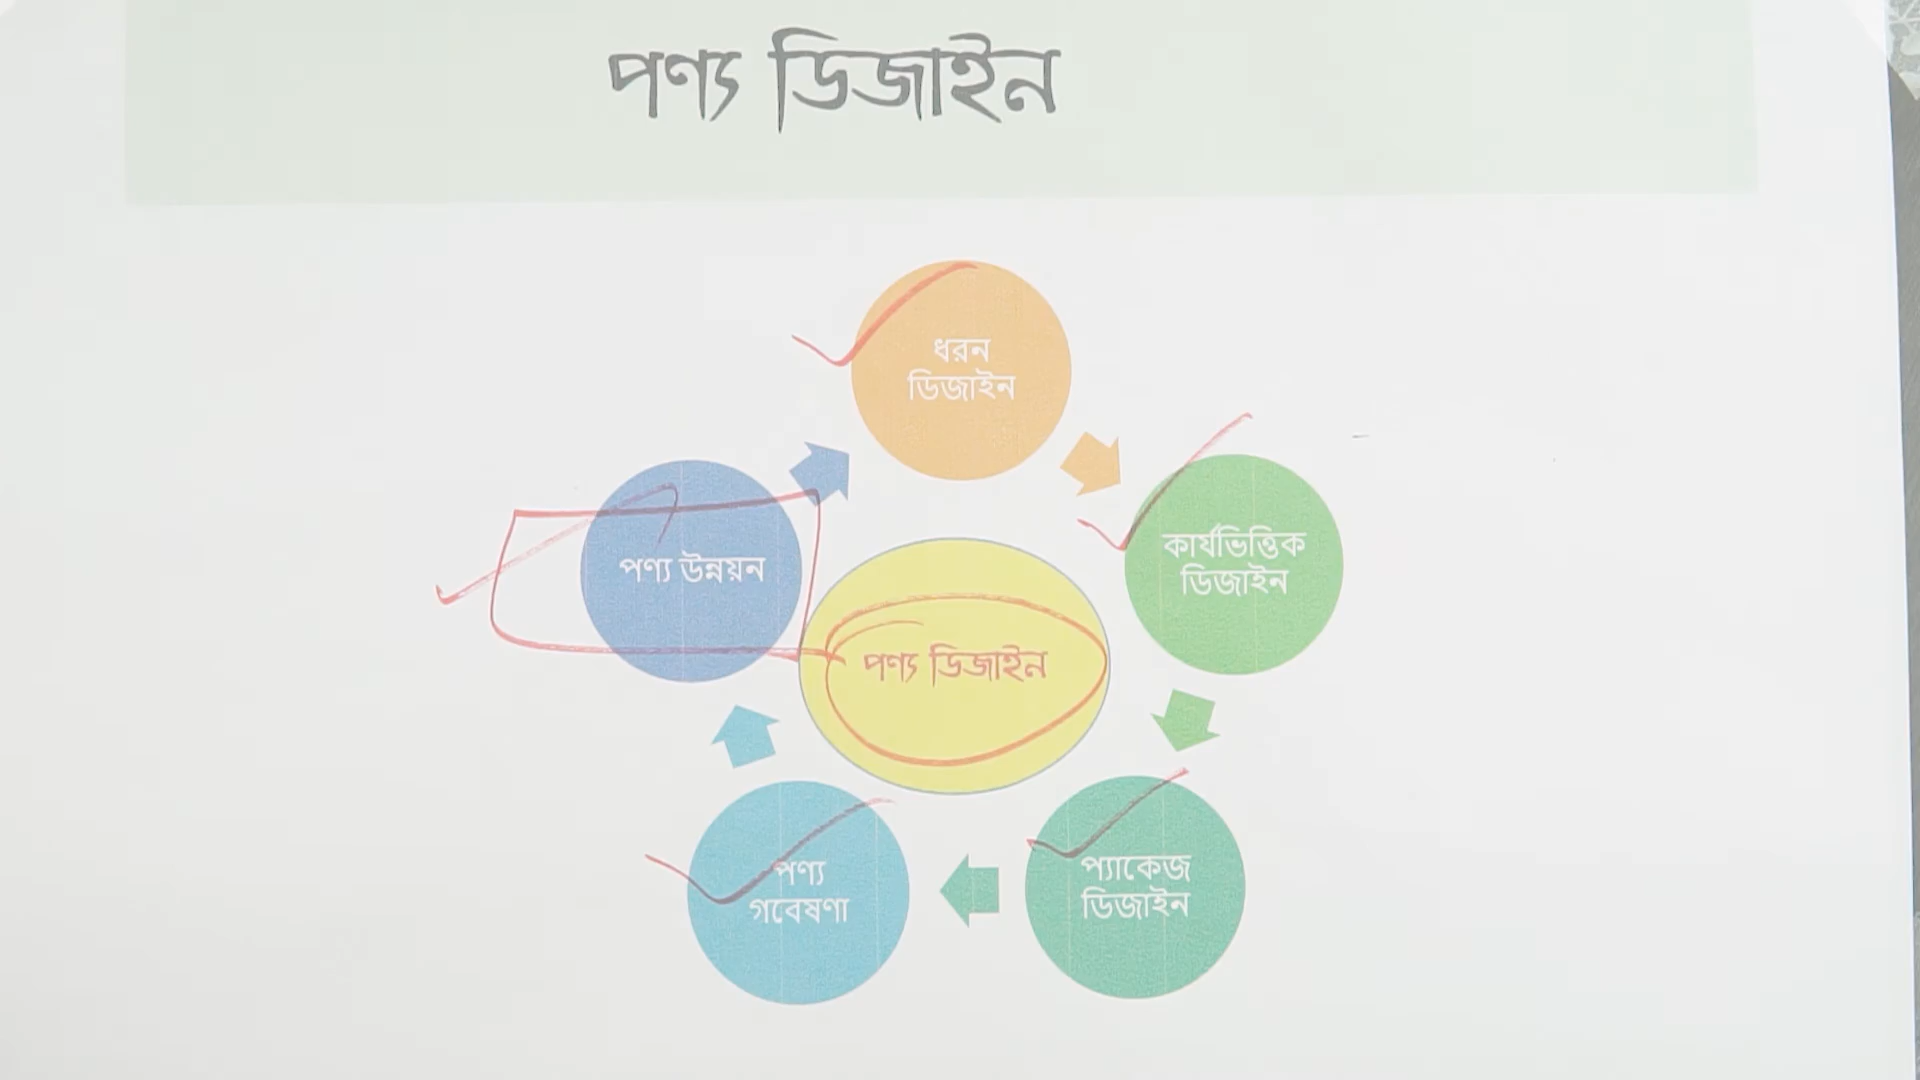 পণ্য ডিজাইন
ধরন
ডিজাইন
কার্যভিত্তিক
ডিজাইন
প্যাকেজ
ডিজাইন
পণ্য
গবেষণা
পণ্য উন্নয়ন
পণ্য ডিজাইন